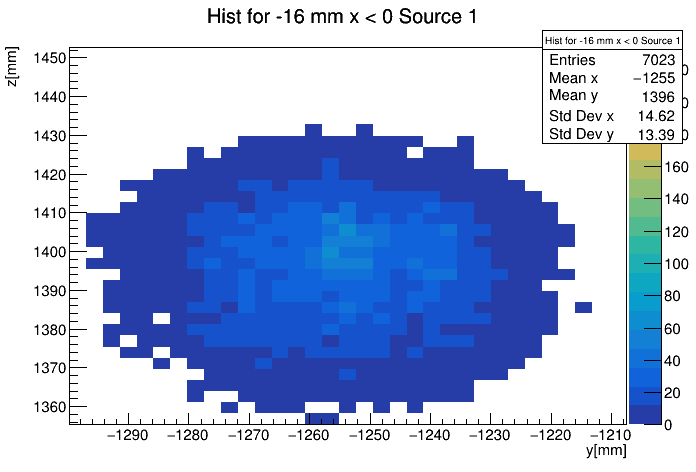 Hist for -16 mm x < 0 Source 1
Hist for -16 mm x < 0 Source 1
Entries 7023
Mean x −1255
Mean y 1396
Std Dev x 14.62
Std Dev y 13.39
z[mm]
1450
1440
1430
1420
1410
1400
1390
1380
1370
1360
160
140
120
100
80
60
40
20
0
−1290 −1280 −1270 −1260 −1250 −1240 −1230 −1220 −1210
y[mm]